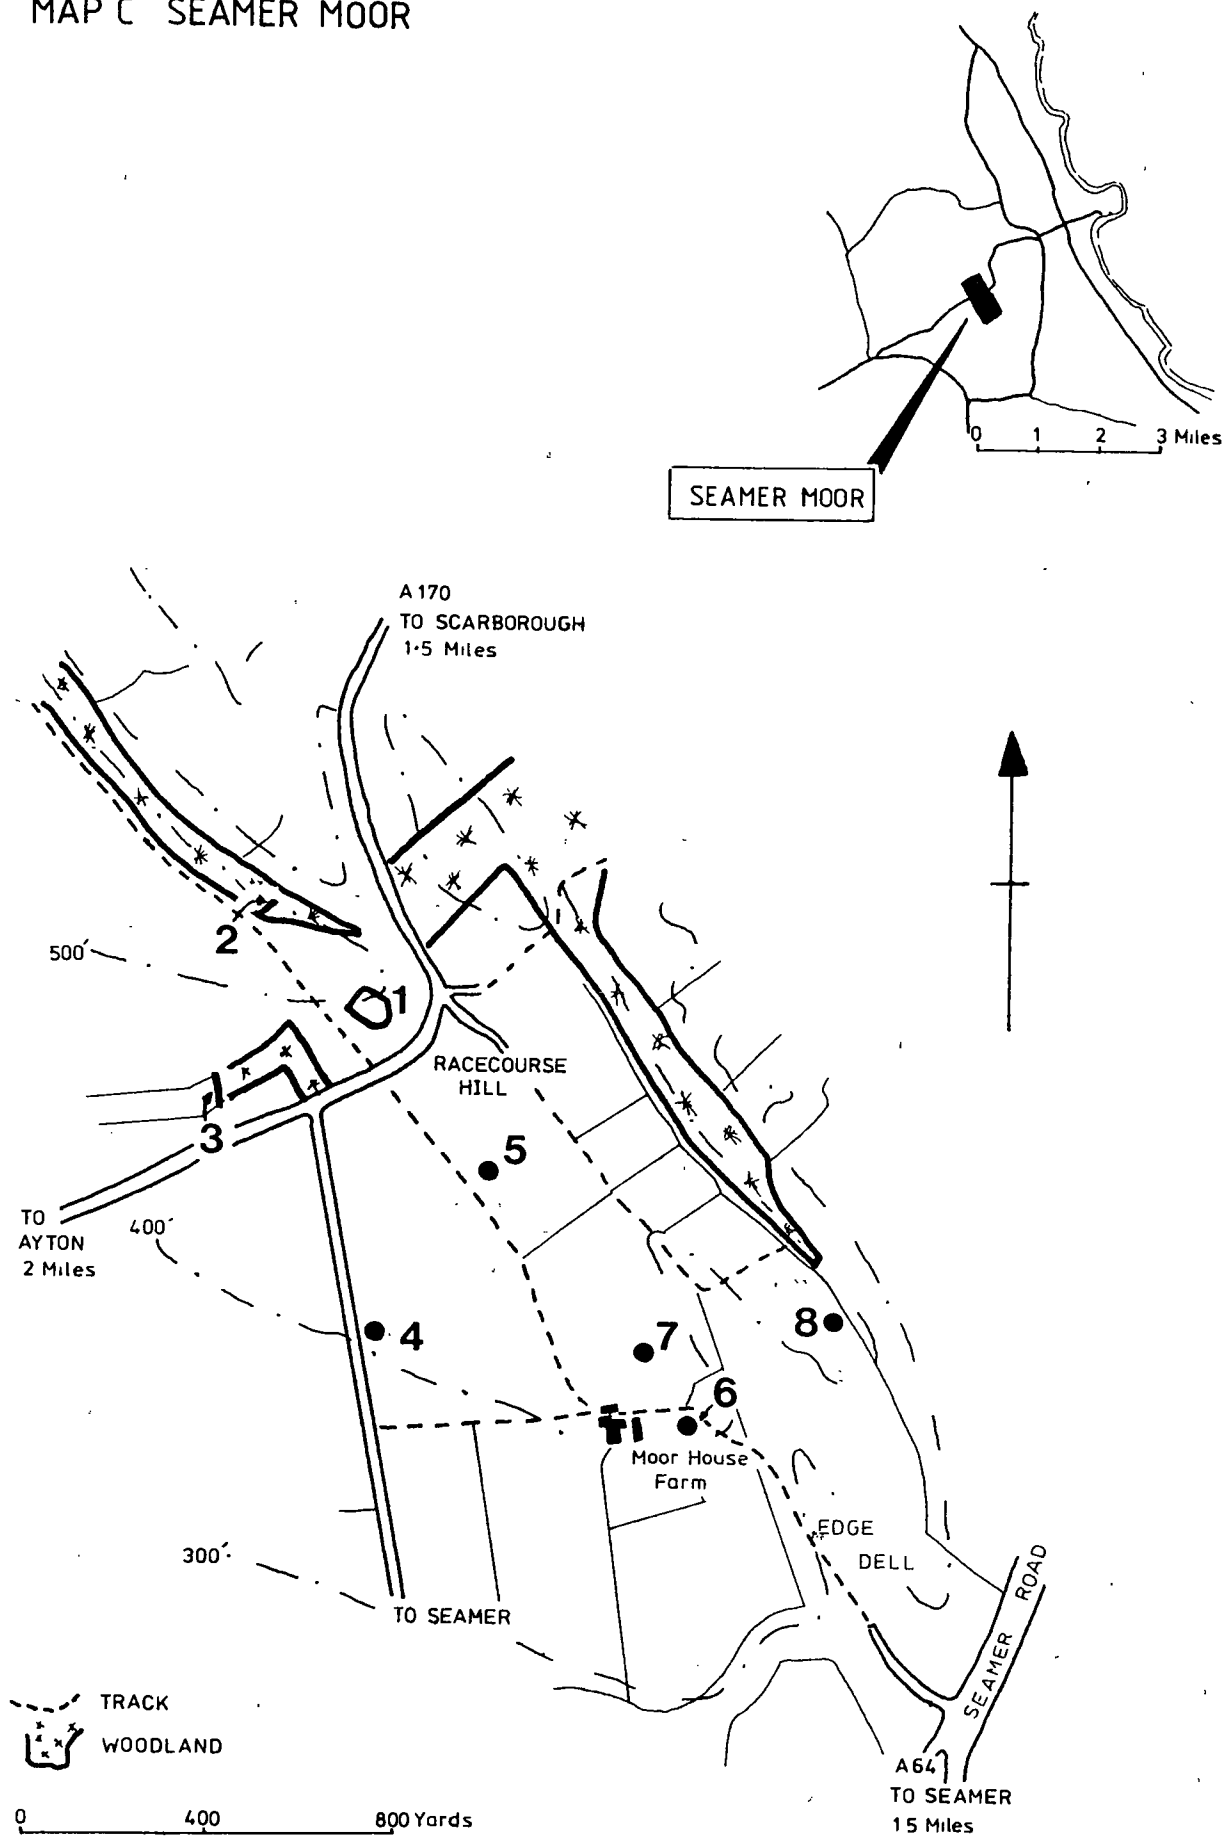 MAP C SEAMER MOOR
0 1 2 3 Miles
SEAMER MOOR
A 170
TO SCARBOROUGH
1·5 Miles
2
500´
1
RACECOURSE
HILL
3
5
TO
AYTON
2 Miles
400´
4
7
8
6
Moor House
Farm
EDGE
DELL
300´
TO SEAMER
SEAMER ROAD
TRACK
WOODLAND
A64
TO SEAMER
1 5 Miles
0 400 800 Yards